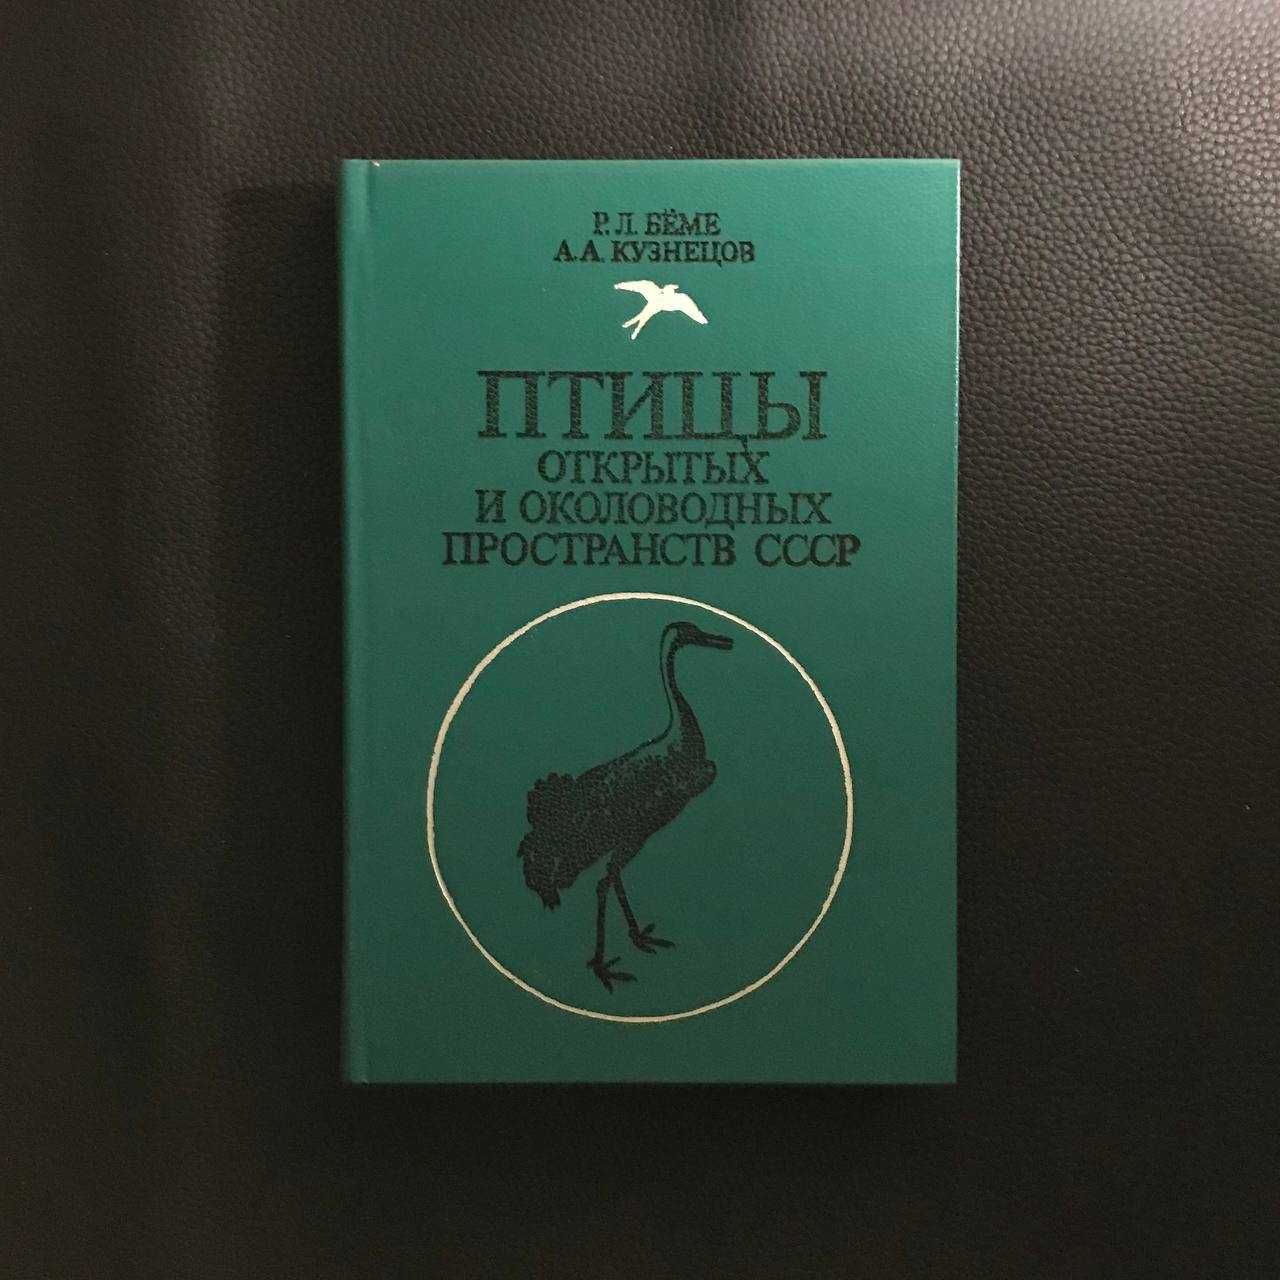 Р. Л. БЁМЕ
А. А. КУЗНЕЦОВ
ПТИЦЫ
ОТКРЫТЫХ
И ОКОЛОВОДНЫХ
ПРОСТРАНСТВ СССР